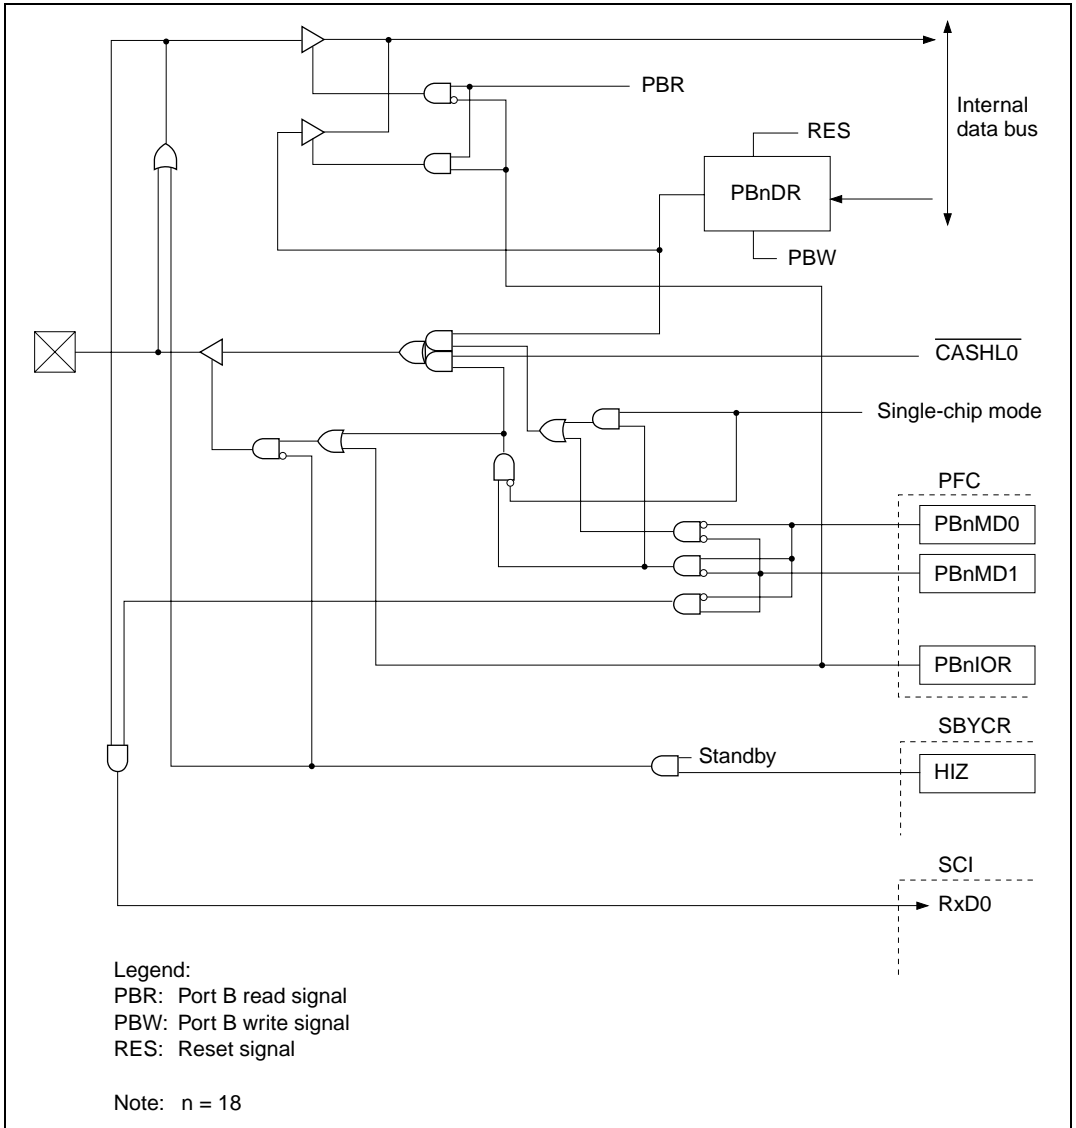 PBR
Internal
data bus
RES
PBnDR
PBW
CASHL0
Single-chip mode
PFC
PBnMD0
PBnMD1
PBnIOR
SBYCR
Standby
HIZ
SCI
RxD0
Legend:
PBR: Port B read signal
PBW: Port B write signal
RES: Reset signal
Note: n = 18